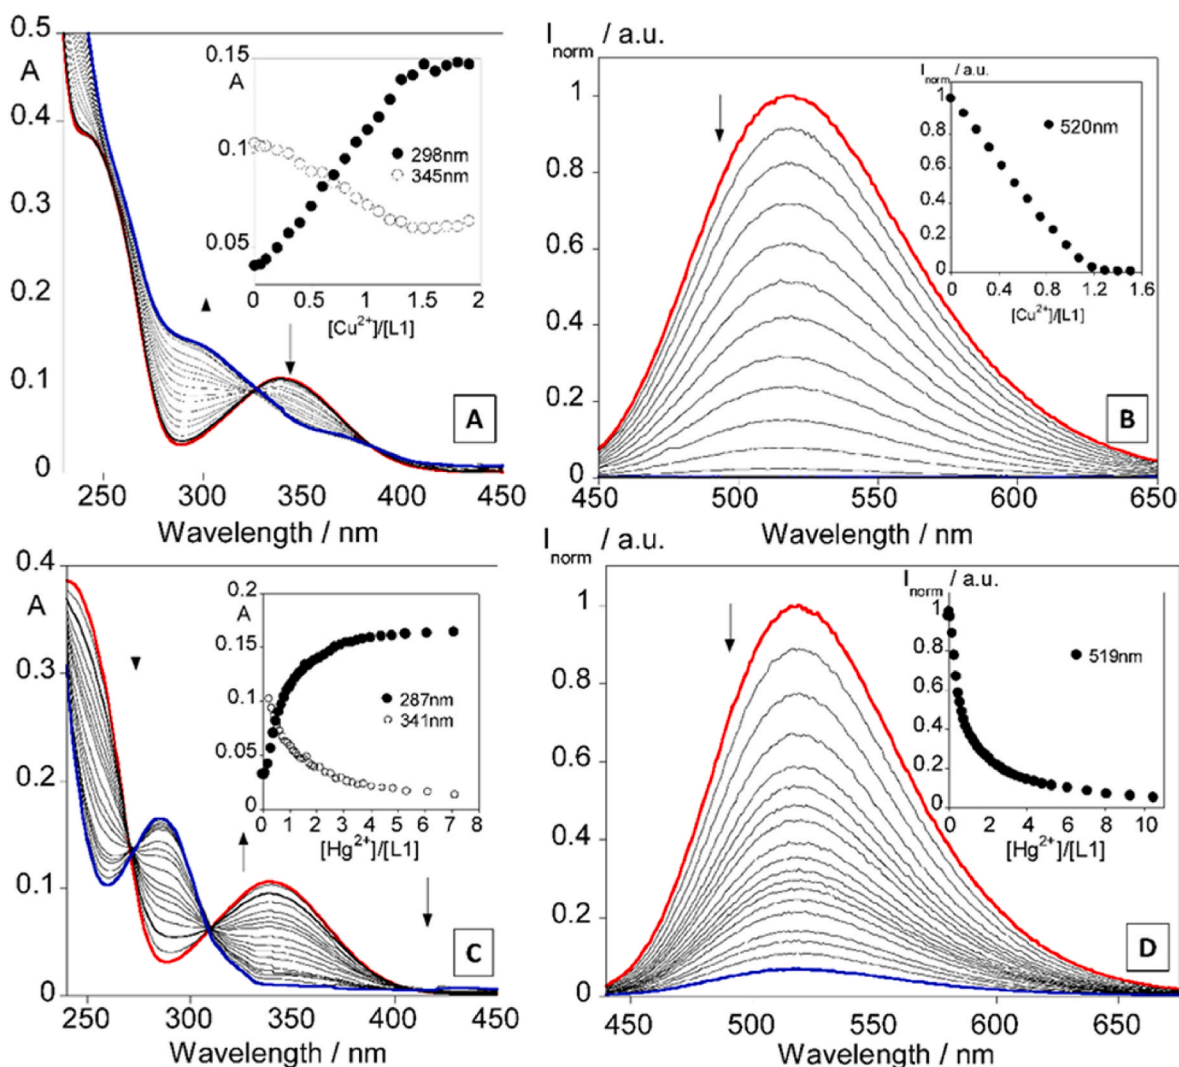 0.5
A
0.4
0.3
0.2
0.1
0
250 300 350 400 450
Wavelength / nm
0.15
A
0.1
0.05
298nm
345nm
0 0.5 1 1.5 2
[Cu²⁺]/[L1]
A
I_norm / a.u.
1
0.8
0.6
0.4
0.2
0
450 500 550 600 650
Wavelength / nm
I_norm / a.u.
1
0.8
0.6
0.4
0.2
0
520nm
0 0.4 0.8 1.2 1.6
[Cu²⁺]/[L1]
B
0.4
A
0.3
0.2
0.1
0
250 300 350 400 450
Wavelength / nm
0.2
A
0.15
0.1
0.05
0
287nm
341nm
0 1 2 3 4 5 6 7 8
[Hg²⁺]/[L1]
C
I_norm / a.u.
1
0.8
0.6
0.4
0.2
0
450 500 550 600 650
Wavelength / nm
I_norm / a.u.
1
0.8
0.6
0.4
0.2
0
519nm
0 2 4 6 8 10
[Hg²⁺]/[L1]
D